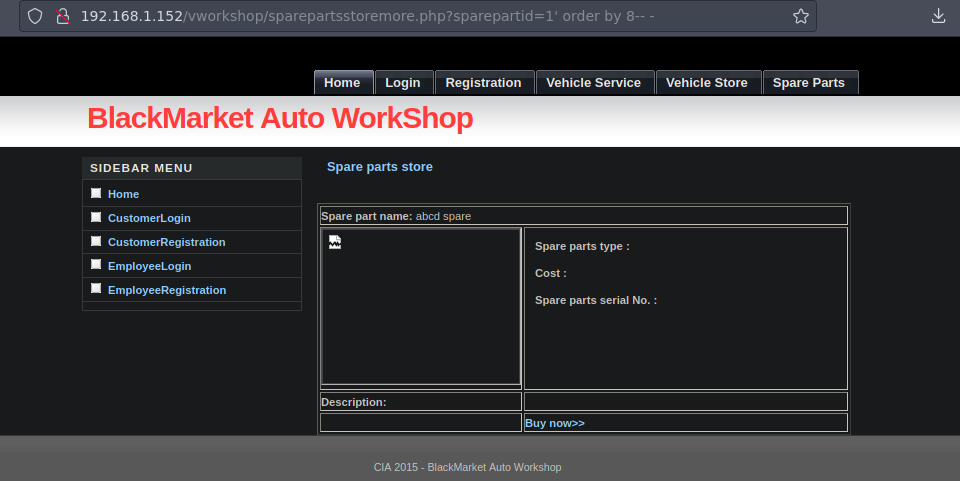 192.168.1.152/vworkshop/sparepartsstoremore.php?sparepartid=1' order by 8-- -
Home Login Registration Vehicle Service Vehicle Store Spare Parts
BlackMarket Auto WorkShop
SIDEBAR MENU
Home
CustomerLogin
CustomerRegistration
EmployeeLogin
EmployeeRegistration
Spare parts store
Spare part name: abcd spare
Spare parts type :
Cost :
Spare parts serial No. :
Description:
Buy now>>
CIA 2015 - BlackMarket Auto Workshop